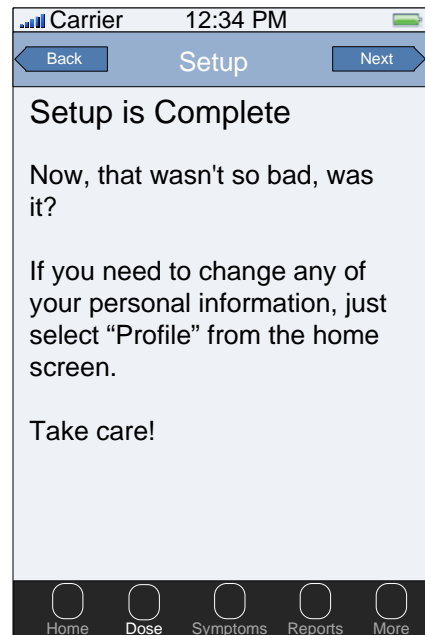 Carrier 12:34 PM
Back Setup Next
Setup is Complete
Now, that wasn't so bad, was
it?
If you need to change any of
your personal information, just
select “Profile” from the home
screen.
Take care!
Home Dose Symptoms Reports More